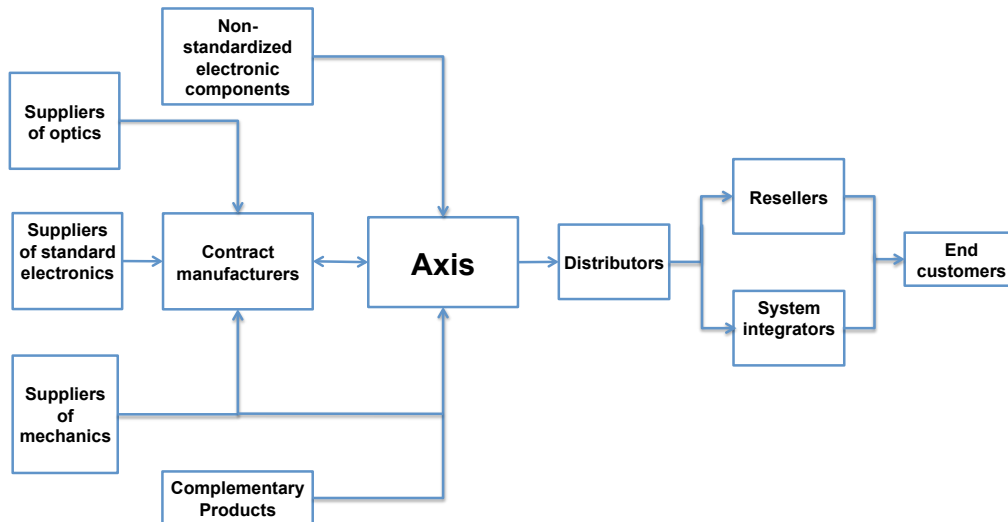 Non-
standardized
electronic
components
Suppliers
of optics
Suppliers
of standard
electronics
Contract
manufacturers
Axis
Distributors
Resellers
System
integrators
End
customers
Suppliers
of
mechanics
Complementary
Products